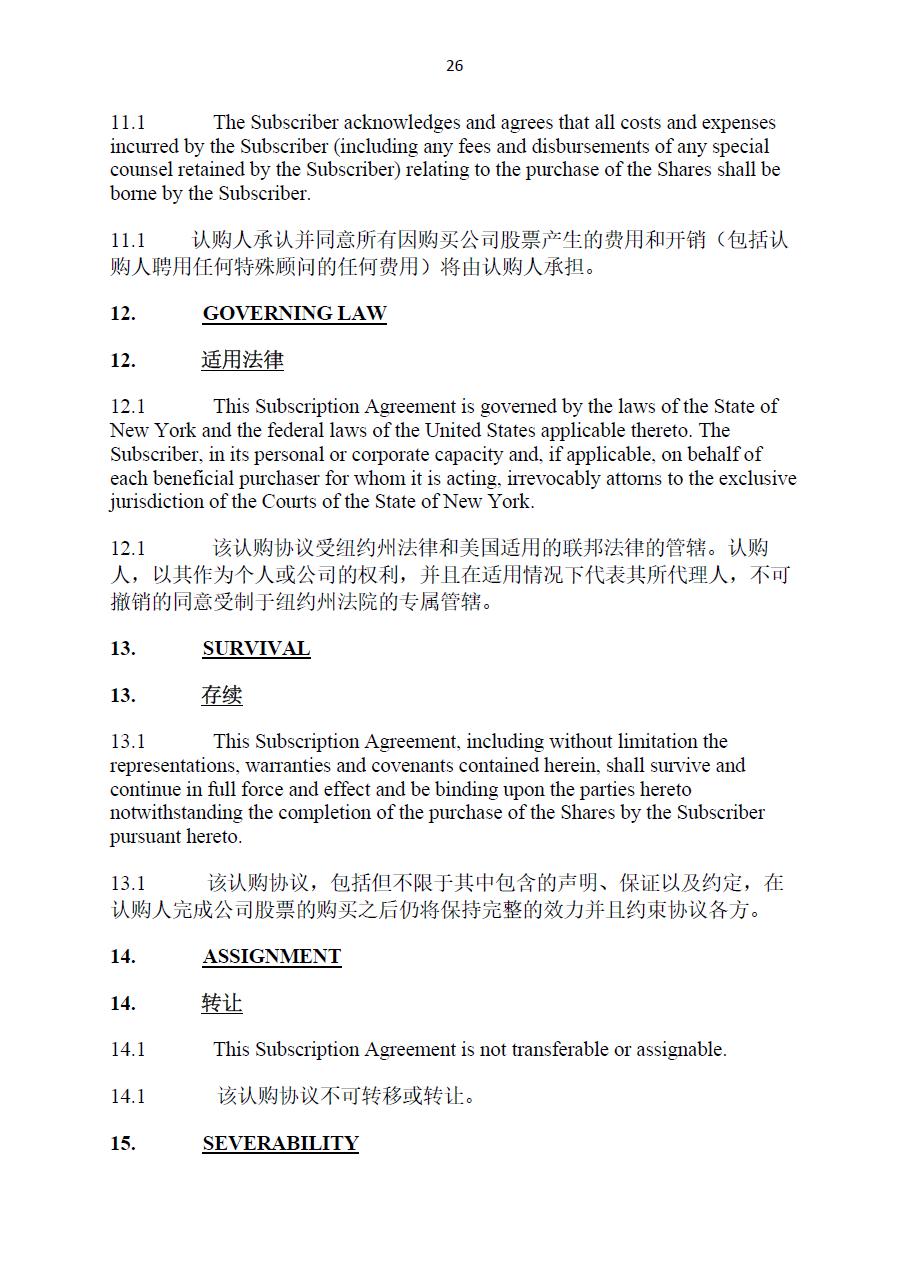 26
11.1 The Subscriber acknowledges and agrees that all costs and expenses
incurred by the Subscriber (including any fees and disbursements of any special
counsel retained by the Subscriber) relating to the purchase of the Shares shall be
borne by the Subscriber.
11.1 认购人承认并同意所有因购买公司股票产生的费用和开销（包括认
购人聘用任何特殊顾问的任何费用）将由认购人承担。
12. GOVERNING LAW
12. 适用法律
12.1 This Subscription Agreement is governed by the laws of the State of
New York and the federal laws of the United States applicable thereto. The
Subscriber, in its personal or corporate capacity and, if applicable, on behalf of
each beneficial purchaser for whom it is acting, irrevocably attorns to the exclusive
jurisdiction of the Courts of the State of New York.
12.1 该认购协议受纽约州法律和美国适用的联邦法律的管辖。认购
人，以其作为个人或公司的权利，并且在适用情况下代表其所代理人，不可
撤销的同意受制于纽约州法院的专属管辖。
13. SURVIVAL
13. 存续
13.1 This Subscription Agreement, including without limitation the
representations, warranties and covenants contained herein, shall survive and
continue in full force and effect and be binding upon the parties hereto
notwithstanding the completion of the purchase of the Shares by the Subscriber
pursuant hereto.
13.1 该认购协议，包括但不限于其中包含的声明、保证以及约定，在
认购人完成公司股票的购买之后仍将保持完整的效力并且约束协议各方。
14. ASSIGNMENT
14. 转让
14.1 This Subscription Agreement is not transferable or assignable.
14.1 该认购协议不可转移或转让。
15. SEVERABILITY